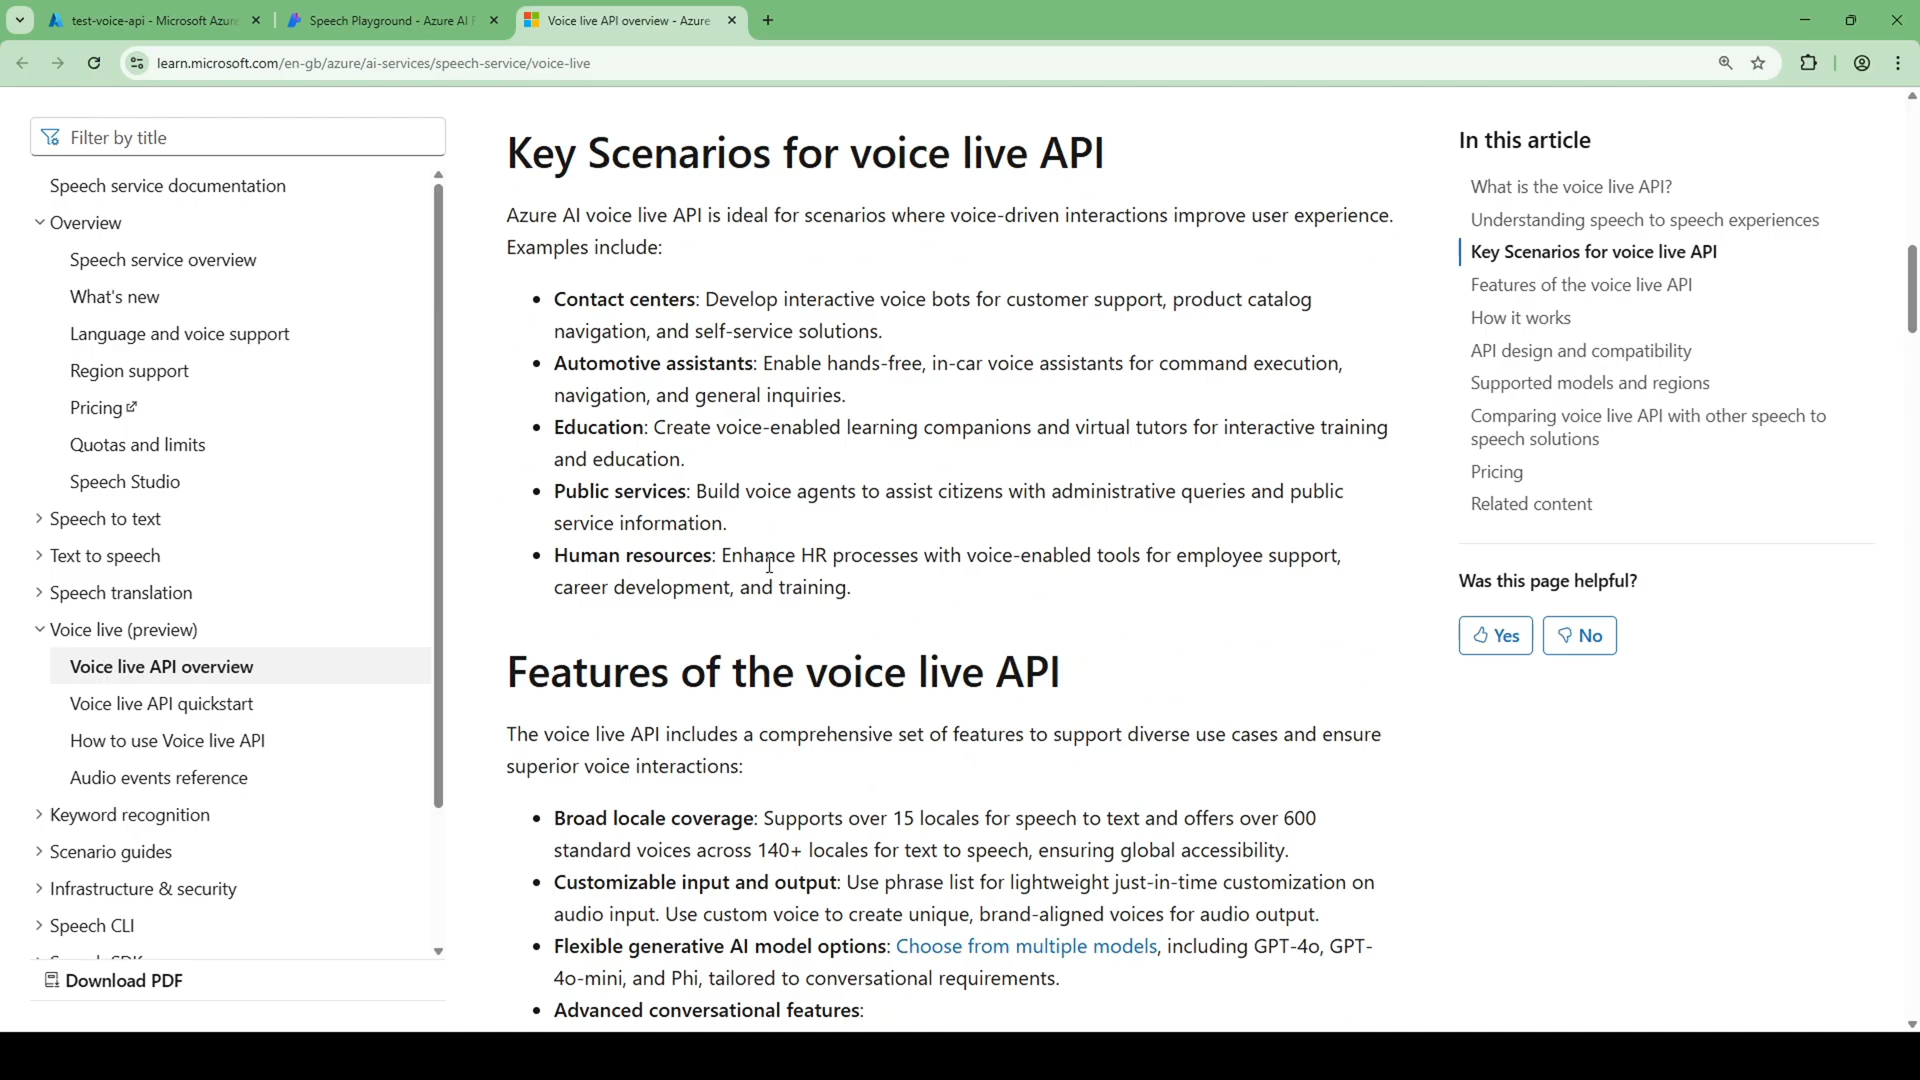 test-voice-api - Microsoft Azur
Speech Playground - Azure AI F
Voice live API overview - Azure
learn.microsoft.com/en-gb/azure/ai-services/speech-service/voice-live
Filter by title
Speech service documentation
Overview
Speech service overview
What's new
Language and voice support
Region support
Pricing
Quotas and limits
Speech Studio
Speech to text
Text to speech
Speech translation
Voice live (preview)
Voice live API overview
Voice live API quickstart
How to use Voice live API
Audio events reference
Keyword recognition
Scenario guides
Infrastructure & security
Speech CLI
Download PDF
Key Scenarios for voice live API
Azure AI voice live API is ideal for scenarios where voice-driven interactions improve user experience.
Examples include:
• Contact centers: Develop interactive voice bots for customer support, product catalog
navigation, and self-service solutions.
• Automotive assistants: Enable hands-free, in-car voice assistants for command execution,
navigation, and general inquiries.
• Education: Create voice-enabled learning companions and virtual tutors for interactive training
and education.
• Public services: Build voice agents to assist citizens with administrative queries and public
service information.
• Human resources: Enhance HR processes with voice-enabled tools for employee support,
career development, and training.
Features of the voice live API
The voice live API includes a comprehensive set of features to support diverse use cases and ensure
superior voice interactions:
• Broad locale coverage: Supports over 15 locales for speech to text and offers over 600
standard voices across 140+ locales for text to speech, ensuring global accessibility.
• Customizable input and output: Use phrase list for lightweight just-in-time customization on
audio input. Use custom voice to create unique, brand-aligned voices for audio output.
• Flexible generative AI model options: Choose from multiple models, including GPT-4o, GPT-
4o-mini, and Phi, tailored to conversational requirements.
• Advanced conversational features:
In this article
What is the voice live API?
Understanding speech to speech experiences
Key Scenarios for voice live API
Features of the voice live API
How it works
API design and compatibility
Supported models and regions
Comparing voice live API with other speech to
speech solutions
Pricing
Related content
Was this page helpful?
Yes
No